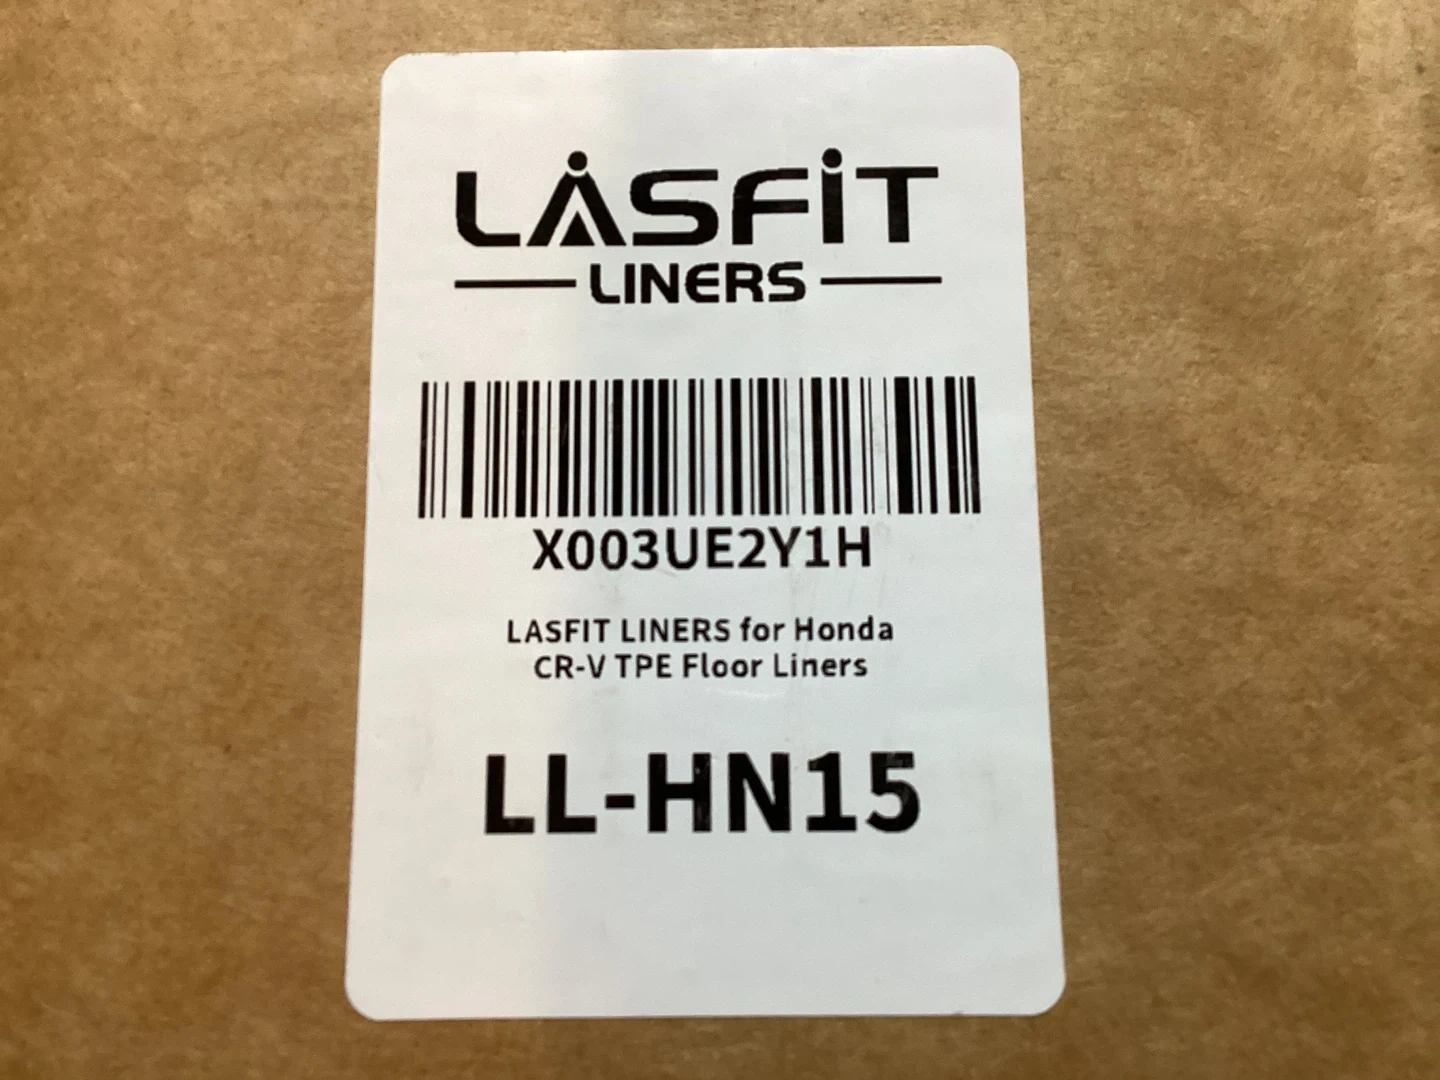 LASFIT
LINERS
X003UE2Y1H
LASFIT LINERS for Honda
CR-V TPE Floor Liners
LL-HN15